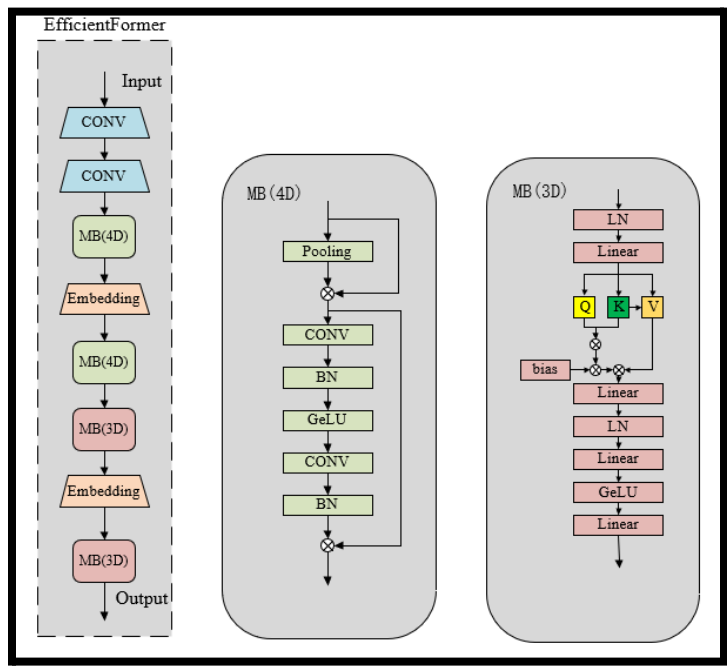 EfficientFormer
Input
CONV
CONV
MB(4D)
Embedding
MB(4D)
MB(3D)
Embedding
MB(3D)
Output
MB(4D)
Pooling
CONV
BN
GeLU
CONV
BN
MB(3D)
LN
Linear
Q
K
V
bias
Linear
LN
Linear
GeLU
Linear